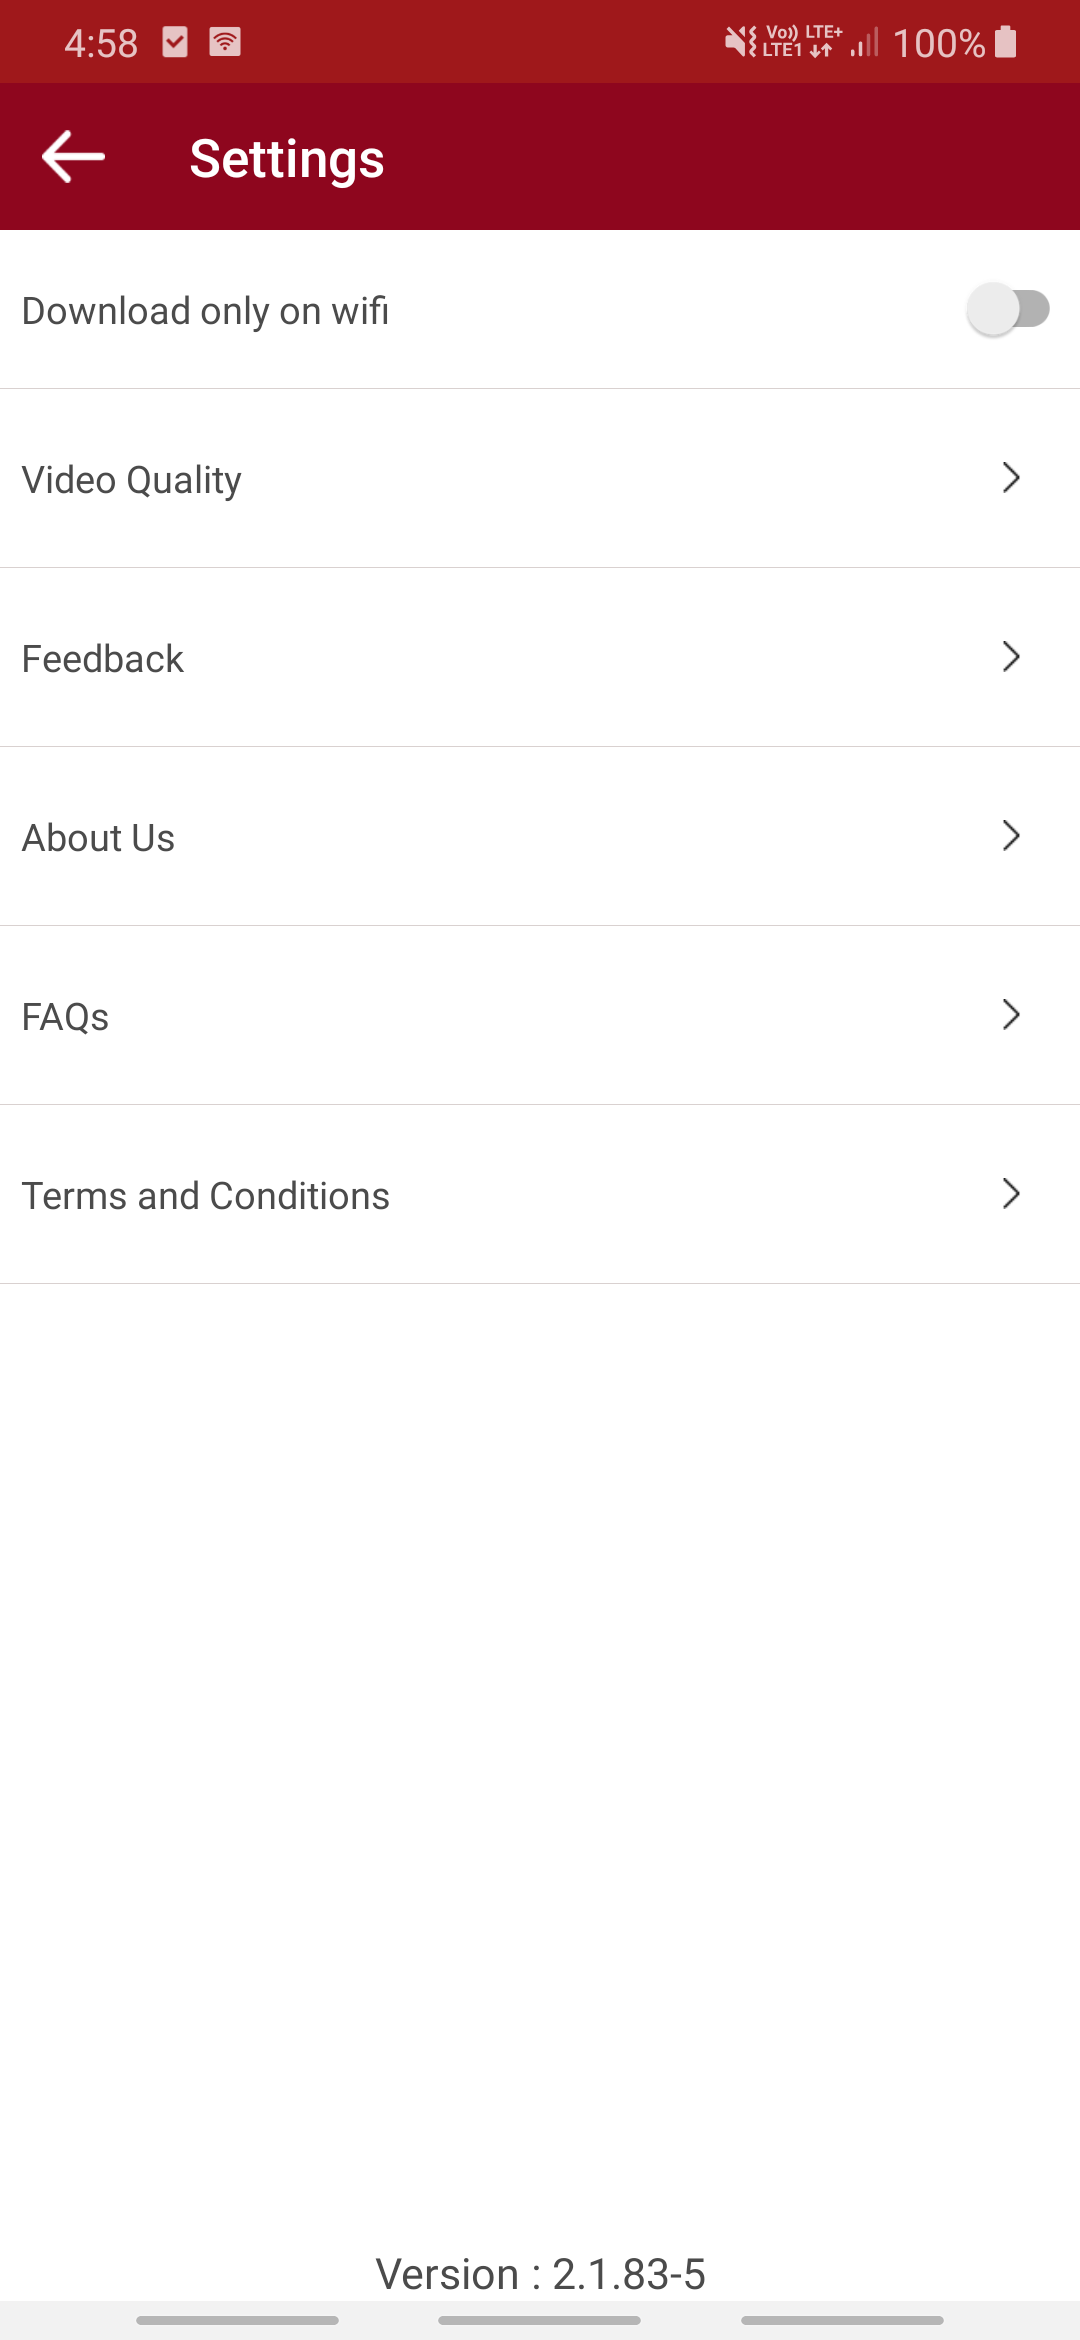 4:58 Vo)) LTE+ LTE1 100%
Settings
Download only on wifi
Video Quality
Feedback
About Us
FAQs
Terms and Conditions
Version : 2.1.83-5